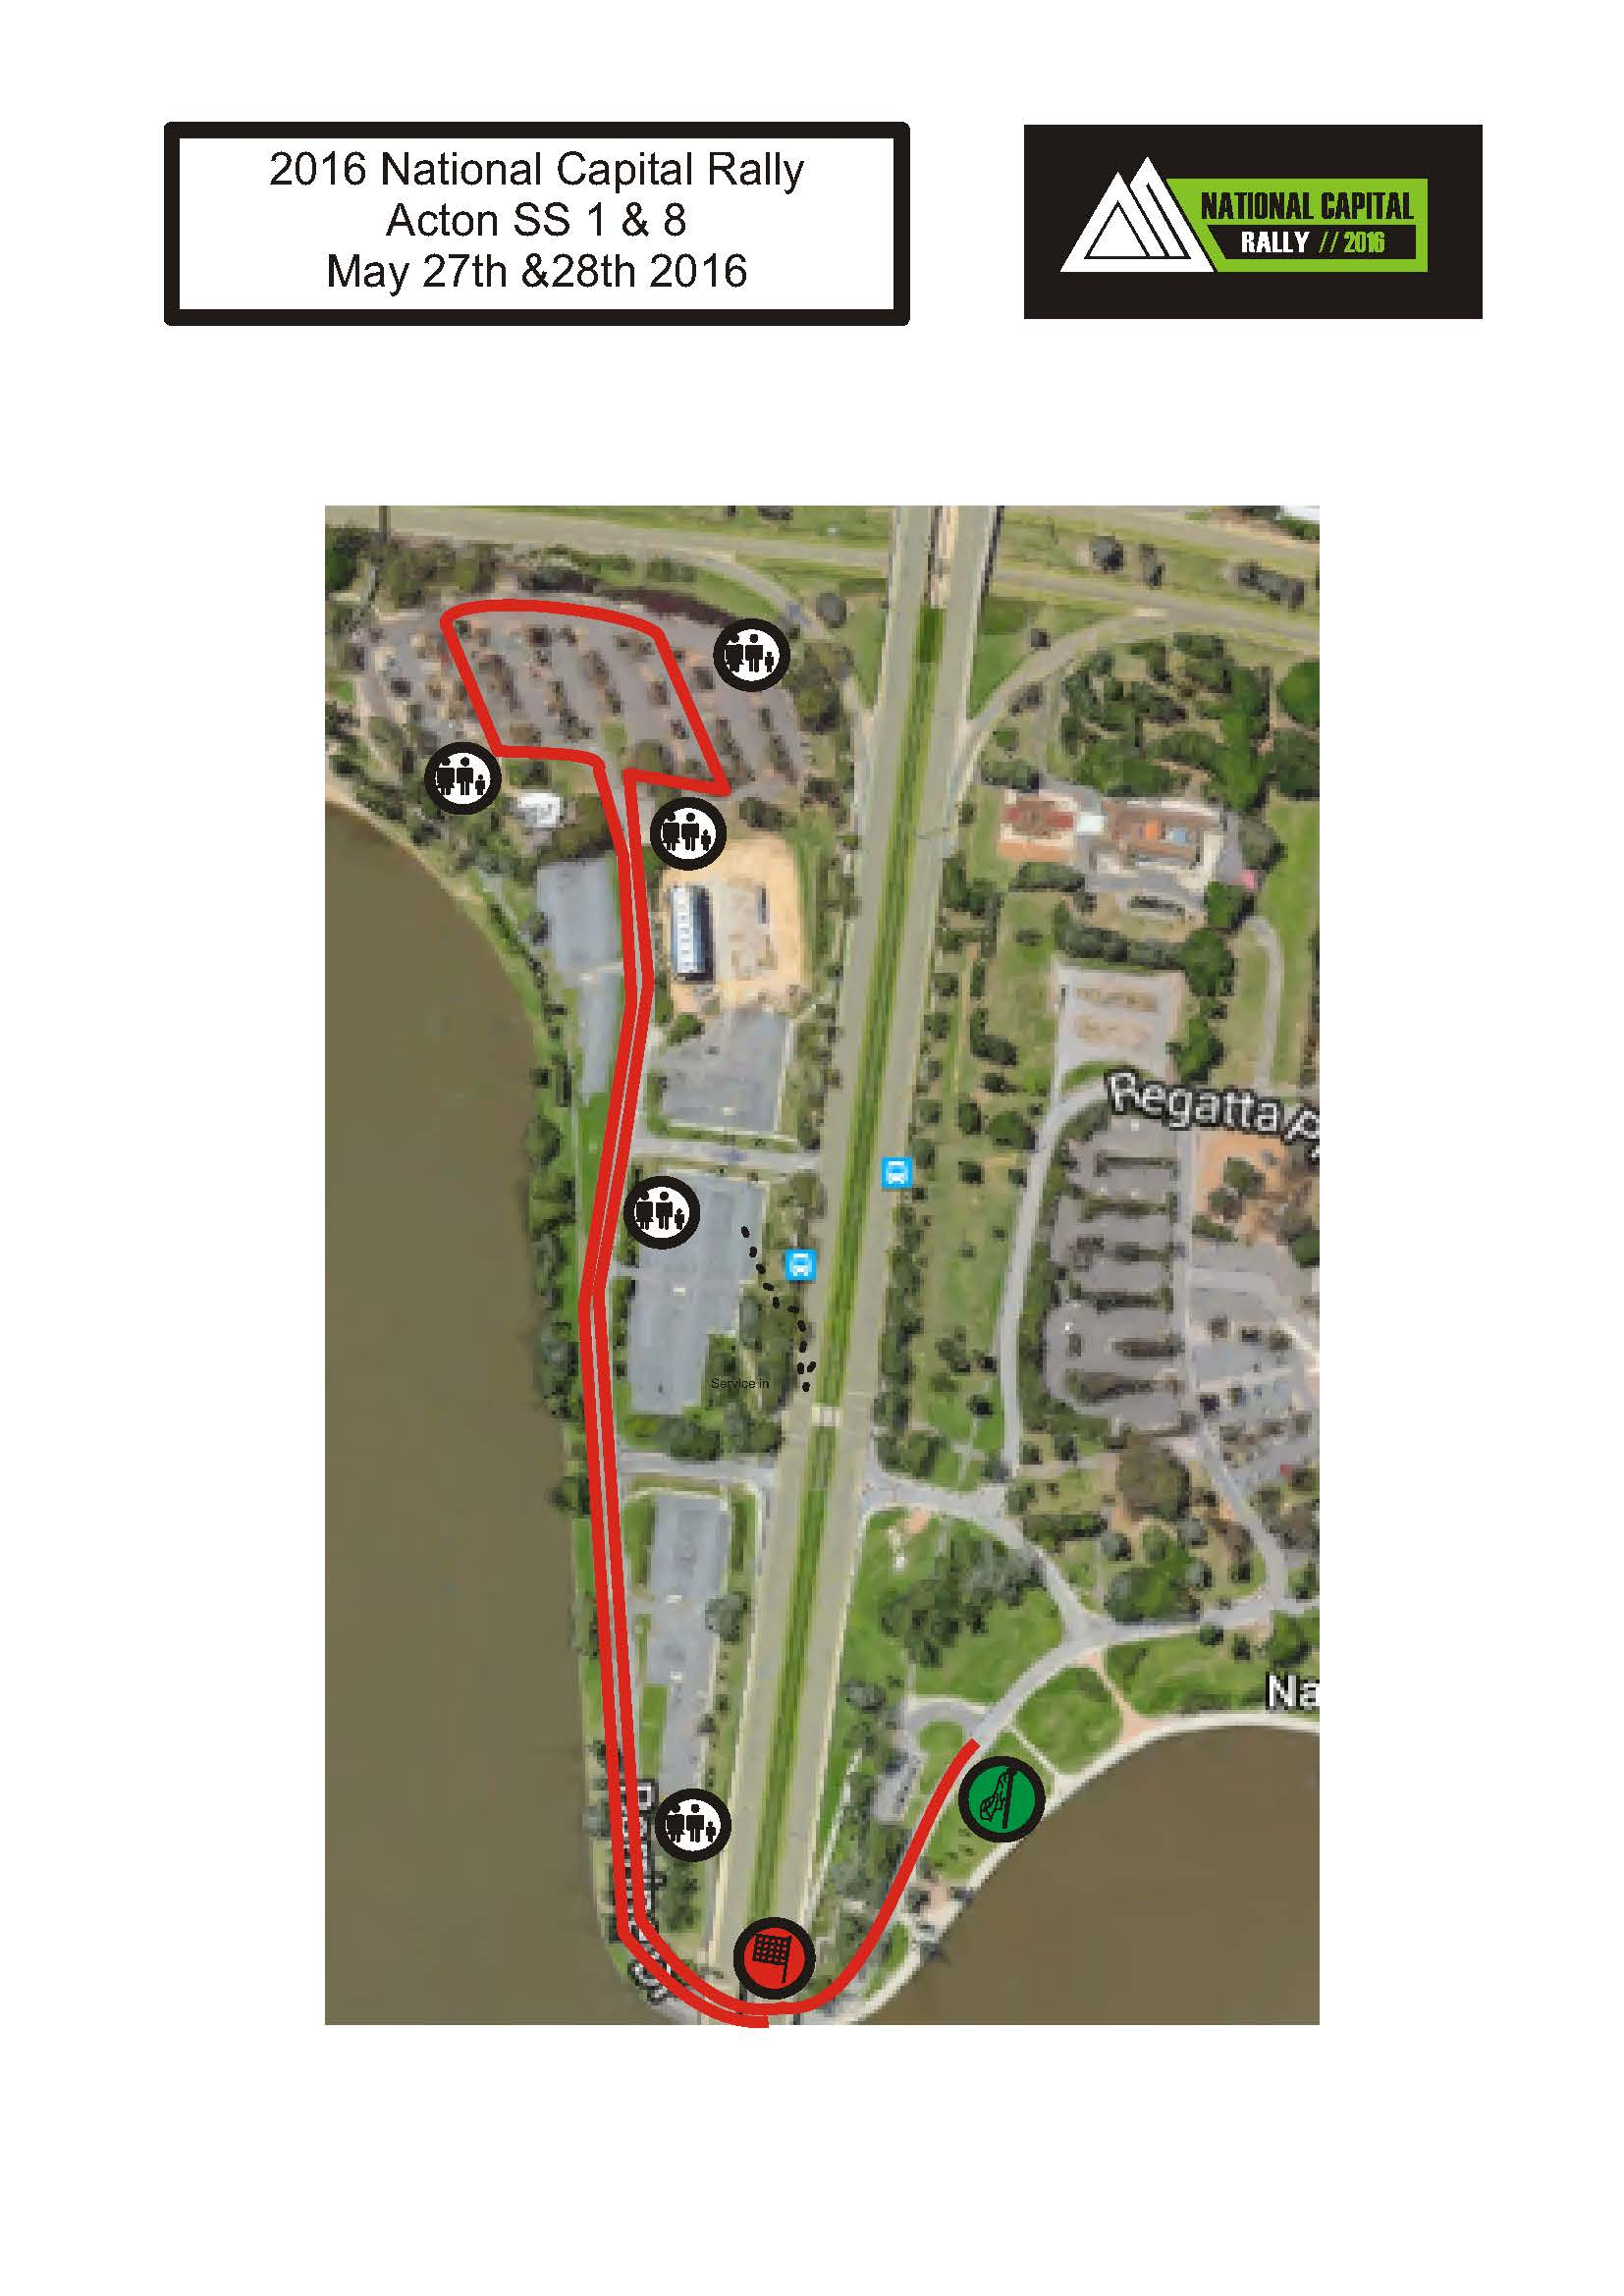 2016 National Capital Rally
Acton SS 1 & 8
May 27th &28th 2016
NATIONAL CAPITAL
RALLY // 2016
Regatta
Service in
Na